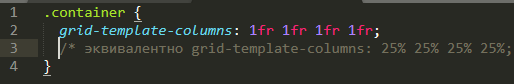 1 .container {
2 grid-template-columns: 1fr 1fr 1fr 1fr;
3 /* эквивалентно grid-template-columns: 25% 25% 25% 25%;
4 }